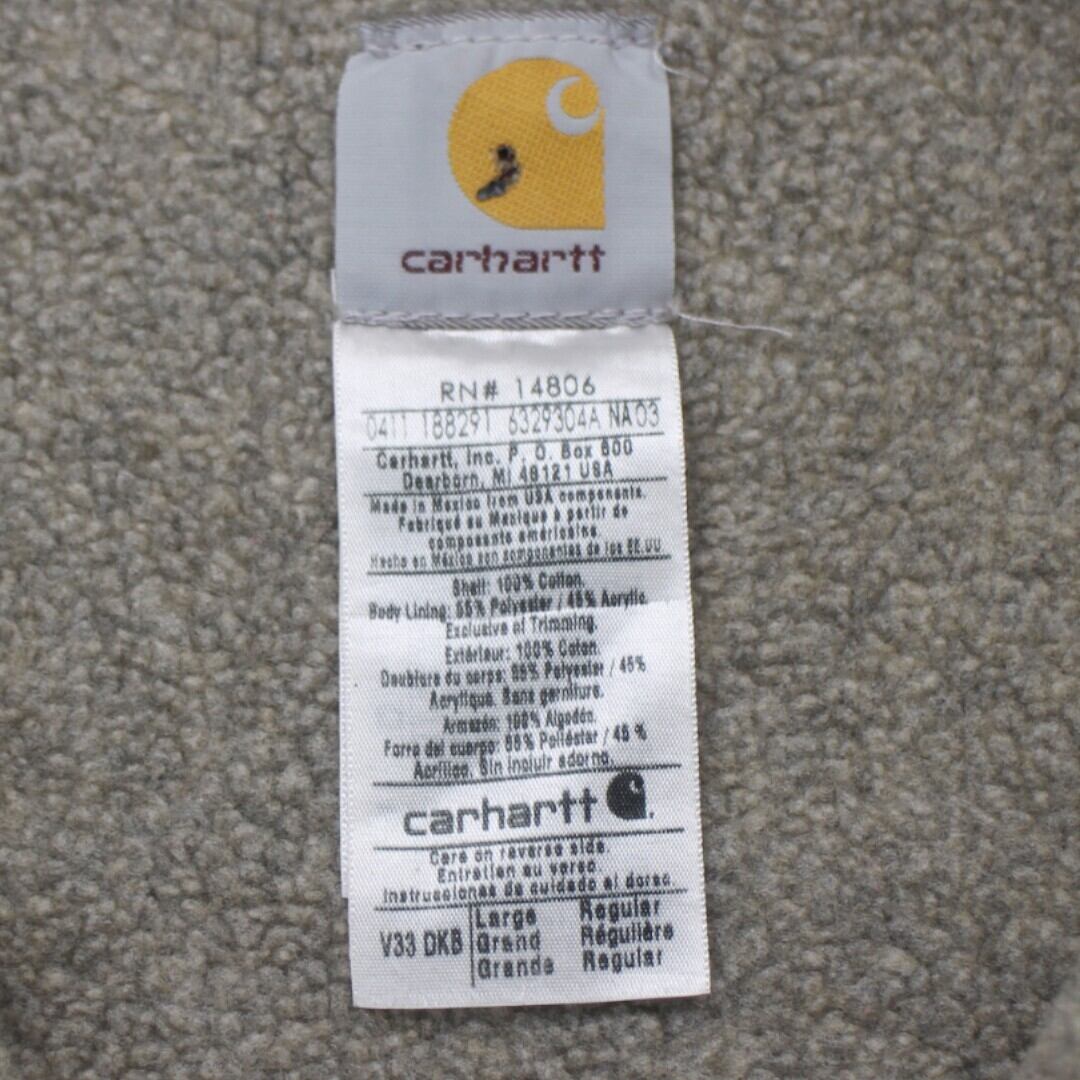 carhartt
RN# 14806
0411 188291 6329304A NA03
Carhartt, Inc. P. O. Box 600
Dearborn, MI 48121 USA
Made in Mexico from USA components.
Fabriqué au Mexique à partir de
composants américains.
Hecho en México con componentes de los EE.UU
Shell: 100% Cotton.
Body Lining: 55% Polyester / 45% Acrylic.
Exclusive of Trimming.
Extérieur: 100% Coton.
Doublure du corps: 55% Polyester / 45%
Acrylique. Sans garniture.
Armazón: 100% Algodón.
Forro del cuerpo: 55% Poliéster / 45 %
Acrílico. Sin incluir adorno.
carhartt
Care on reverse side.
Entretien au verso.
Instrucciones de cuidado al dorso.
V33 DKB
Large Regular
Grand Régulière
Grande Regular